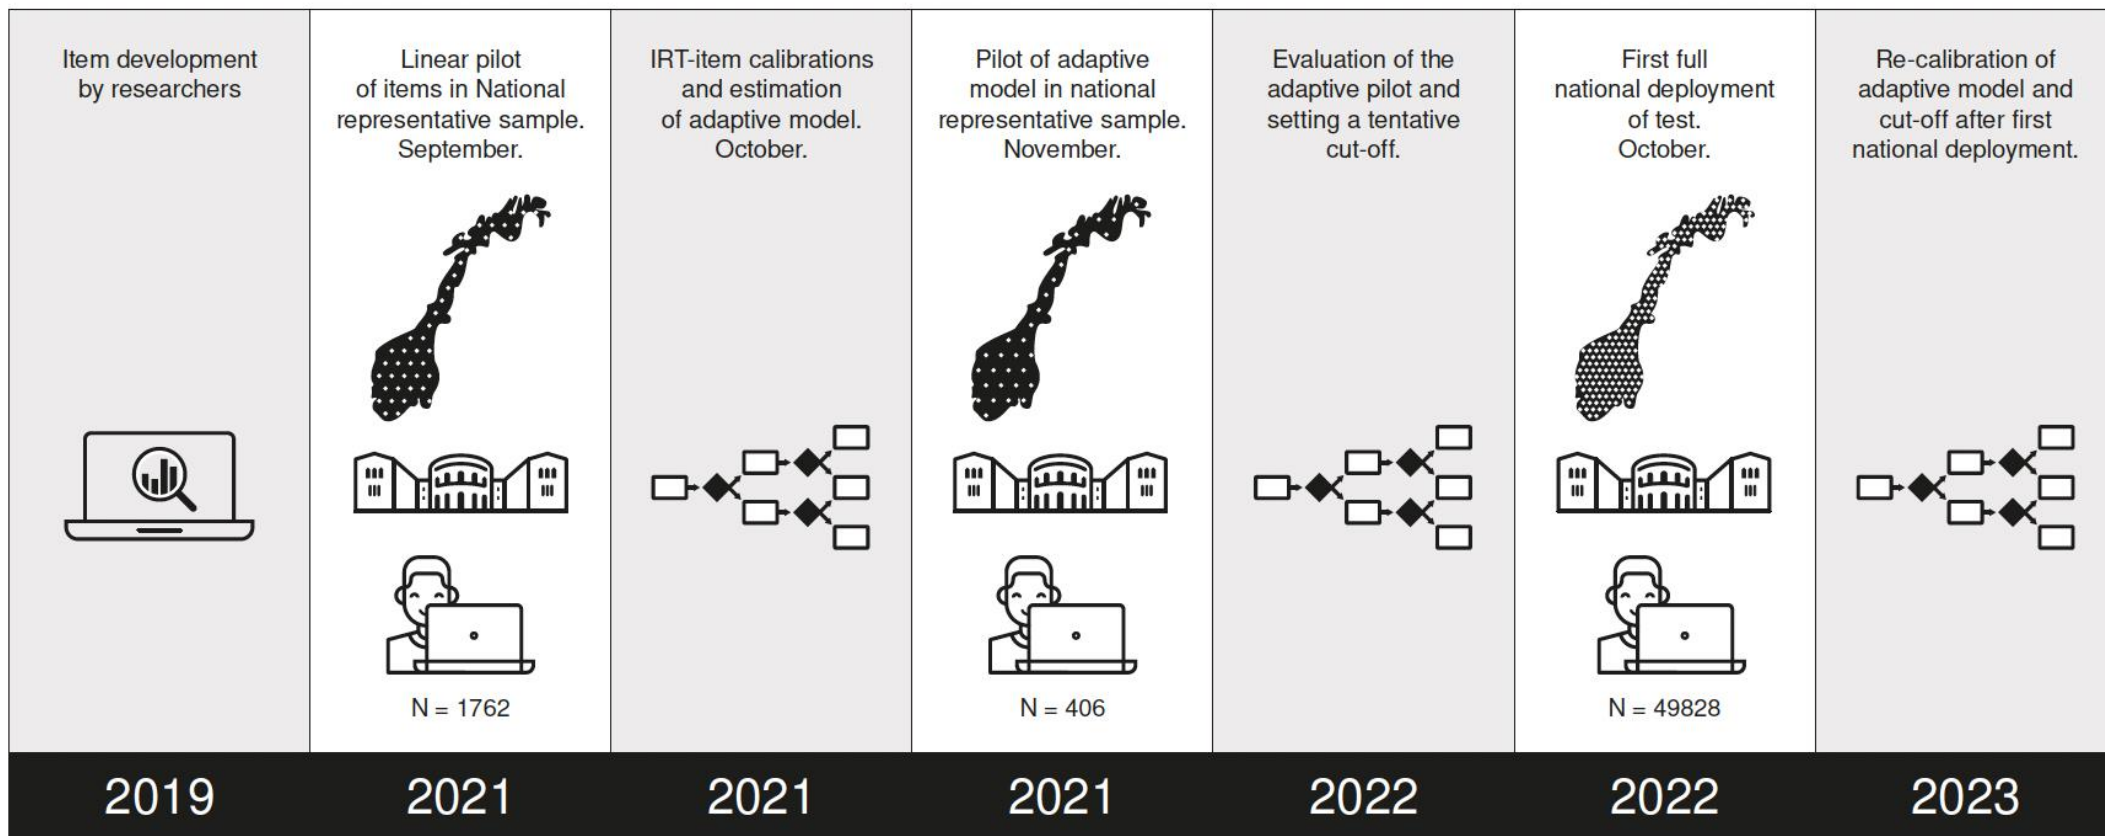 Item development
by researchers
Linear pilot
of items in National
representative sample.
September.
IRT-item calibrations
and estimation
of adaptive model.
October.
Pilot of adaptive
model in national
representative sample.
November.
Evaluation of the
adaptive pilot and
setting a tentative
cut-off.
First full
national deployment
of test.
October.
Re-calibration of
adaptive model and
cut-off after first
national deployment.
N = 1762
N = 406
N = 49828
2019
2021
2021
2021
2022
2022
2023